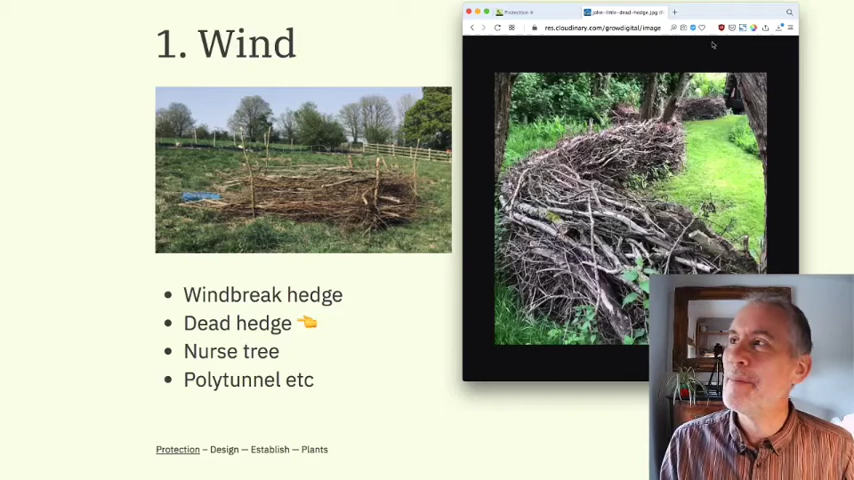 1. Wind
Protection
john-little-dead-hedge.jpg
res.cloudinary.com/growdigital/image
Windbreak hedge
Dead hedge 👈
Nurse tree
Polytunnel etc
Protection – Design — Establish — Plants